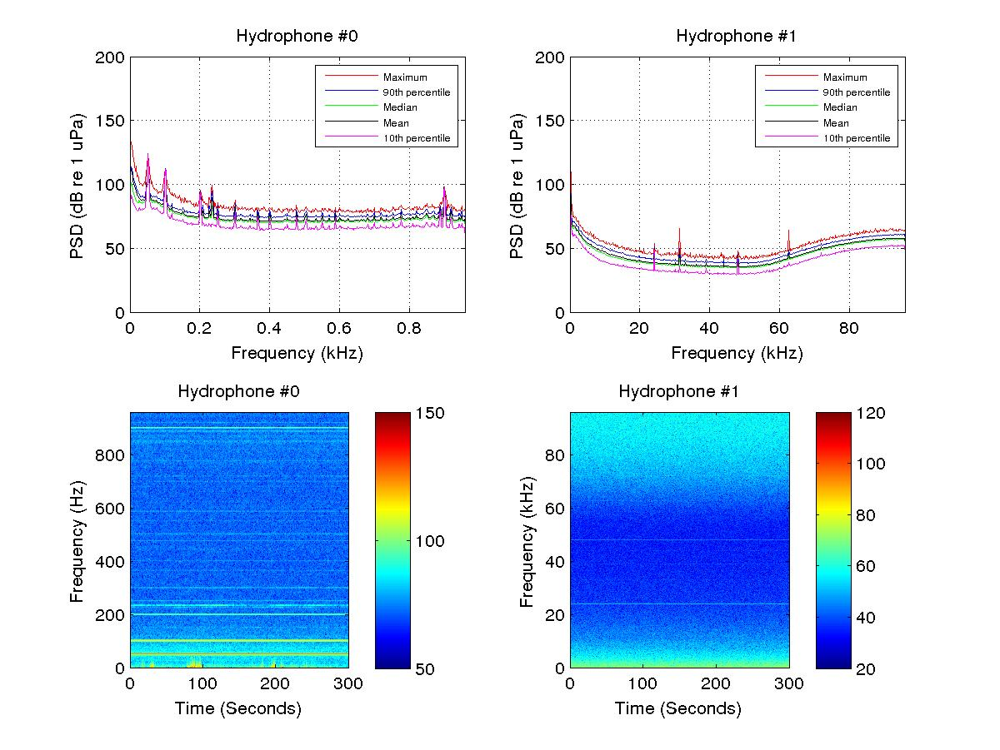 Hydrophone #0
PSD (dB re 1 uPa)
200
150
100
50
0
Maximum
90th percentile
Median
Mean
10th percentile
0 0.2 0.4 0.6 0.8
Frequency (kHz)
Hydrophone #1
PSD (dB re 1 uPa)
200
150
100
50
0
Maximum
90th percentile
Median
Mean
10th percentile
0 20 40 60 80
Frequency (kHz)
Hydrophone #0
Frequency (Hz)
800
600
400
200
0
0 100 200 300
Time (Seconds)
150
100
50
Hydrophone #1
Frequency (kHz)
80
60
40
20
0
0 100 200 300
Time (Seconds)
120
100
80
60
40
20